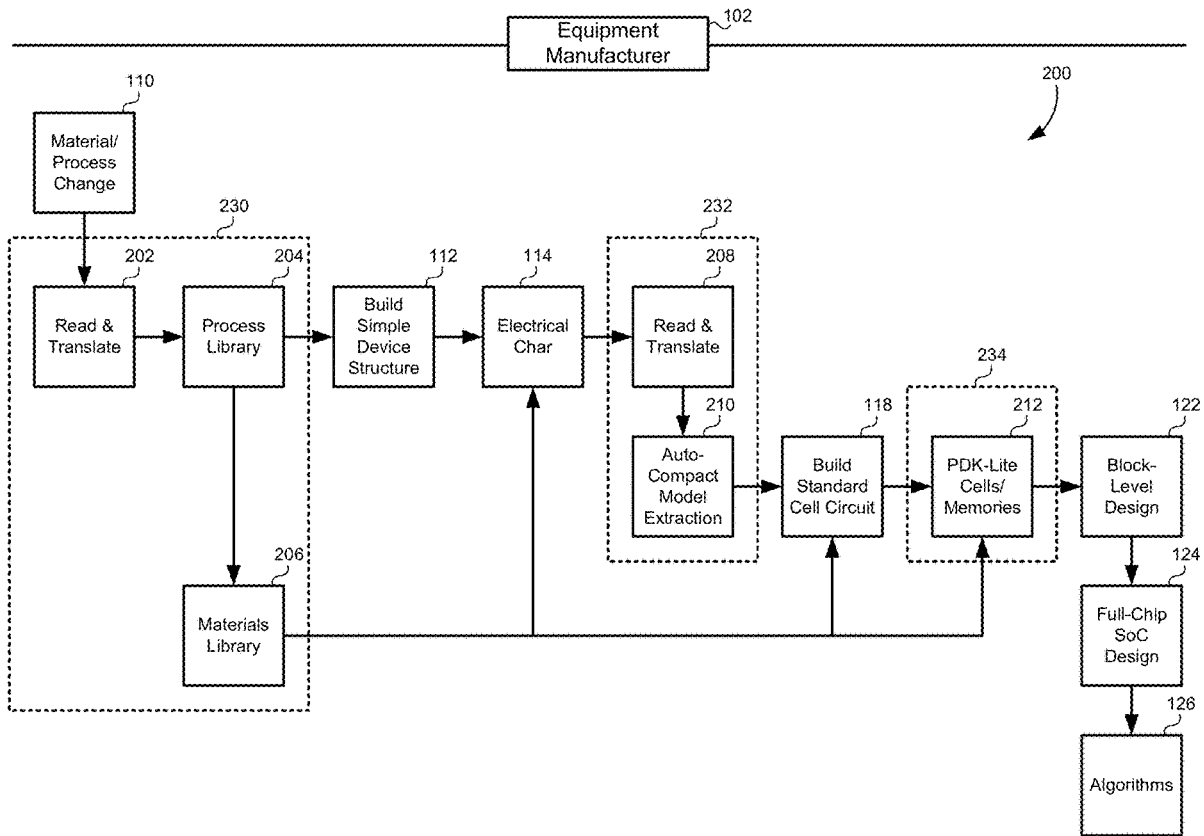 102
Equipment
Manufacturer
200
110
Material/
Process
Change
230
232
202
Read &
Translate
204
Process
Library
112
Build
Simple
Device
Structure
114
Electrical
Char
208
Read &
Translate
234
210
Auto-
Compact
Model
Extraction
118
Build
Standard
Cell Circuit
212
PDK-Lite
Cells/
Memories
122
Block-
Level
Design
206
Materials
Library
124
Full-Chip
SoC
Design
126
Algorithms